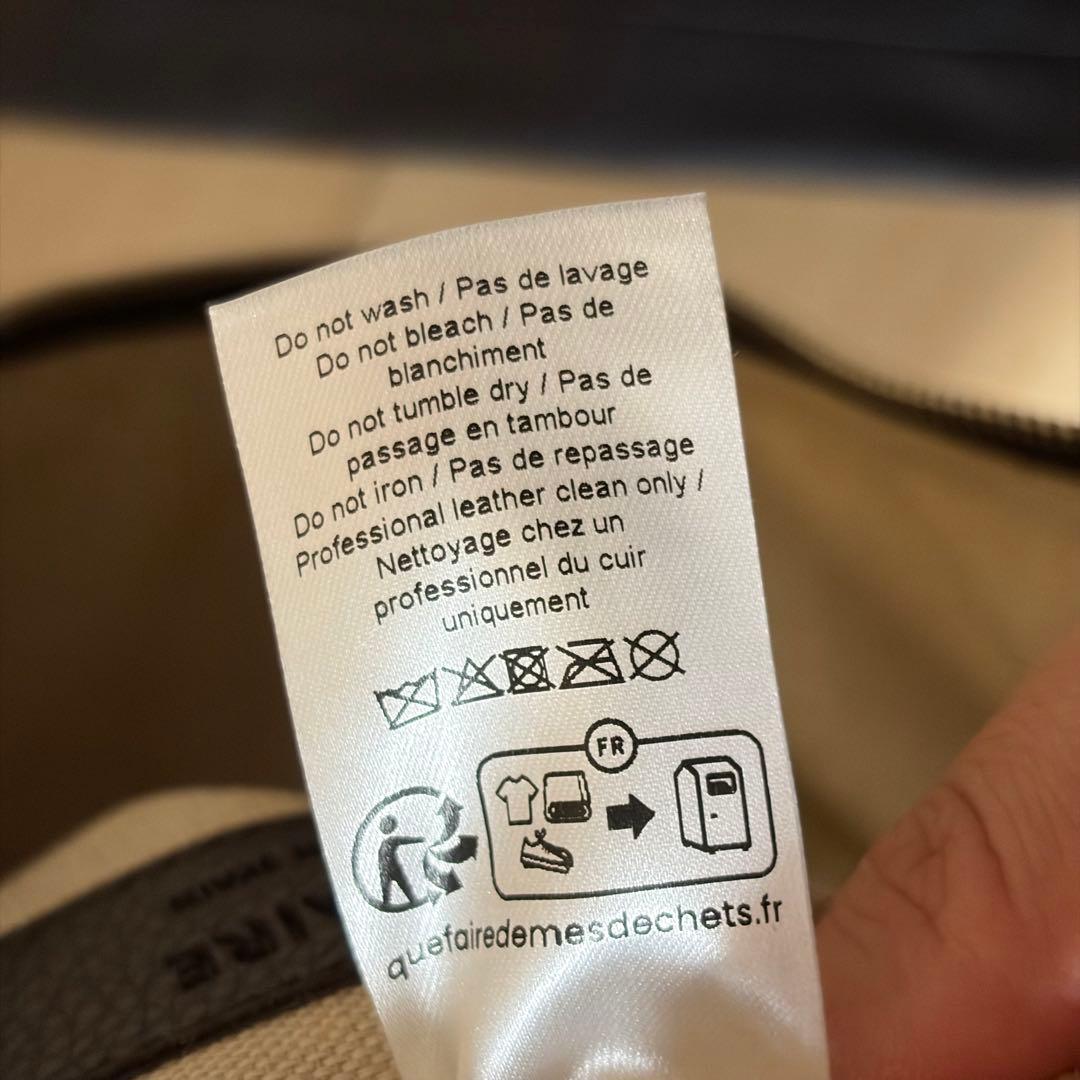 Do not wash / Pas de lavage
Do not bleach / Pas de
blanchiment
Do not tumble dry / Pas de
passage en tambour
Do not iron / Pas de repassage
Professional leather clean only /
Nettoyage chez un
professionnel du cuir
uniquement
FR
quefairedemesdechets.fr